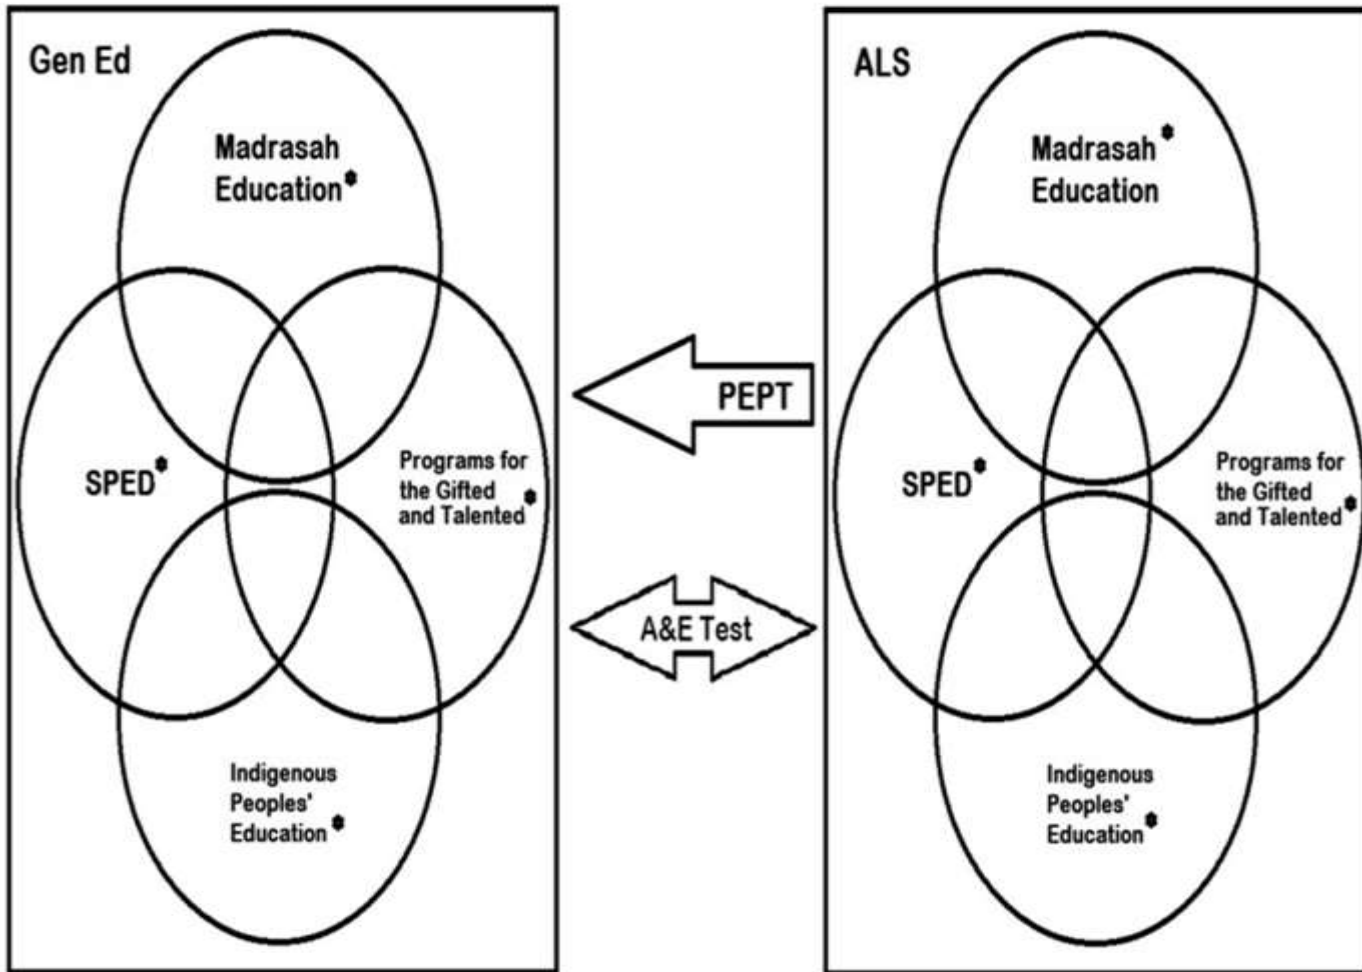 Gen Ed
Madrasah
Education*
SPED*
Programs for
the Gifted
and Talented*
Indigenous
Peoples'
Education*
PEPT
A&E Test
ALS
Madrasah*
Education
SPED*
Programs for
the Gifted
and Talented*
Indigenous
Peoples'
Education*